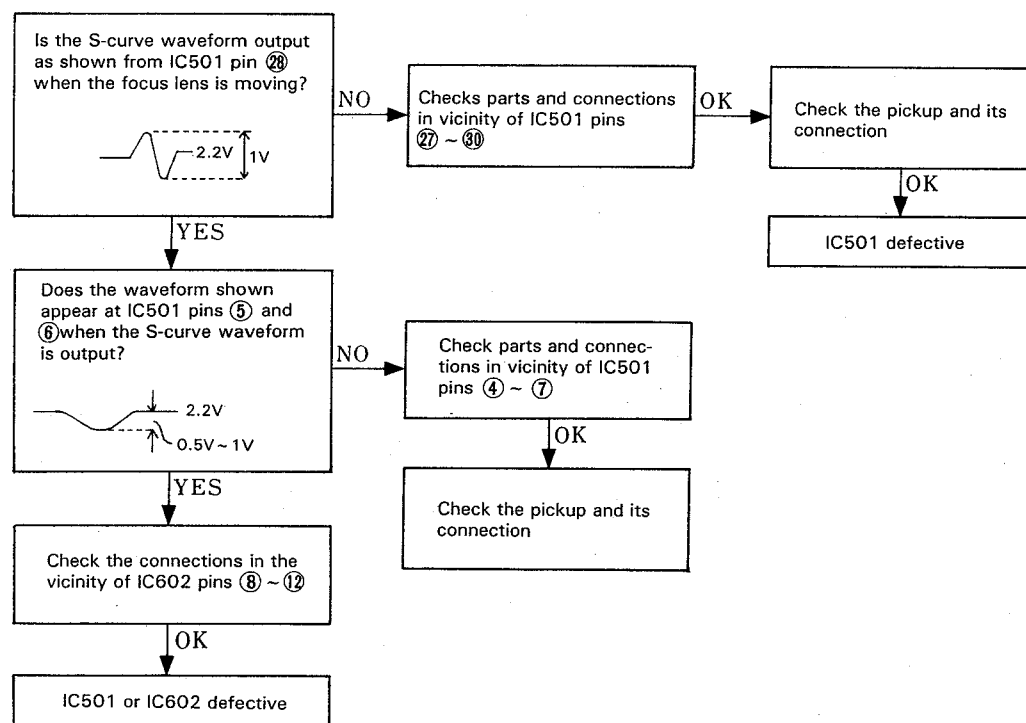 Is the S-curve waveform output
as shown from IC501 pin ㉘
when the focus lens is moving?
2.2V
1V
NO
Checks parts and connections
in vicinity of IC501 pins
㉗ ~ ㉚
OK
Check the pickup and its
connection
OK
IC501 defective
YES
Does the waveform shown
appear at IC501 pins ⑤ and
⑥when the S-curve waveform
is output?
2.2V
0.5V~1V
NO
Check parts and connec-
tions in vicinity of IC501
pins ④ ~ ⑦
OK
Check the pickup and its
connection
YES
Check the connections in the
vicinity of IC602 pins ⑧ ~⑫
OK
IC501 or IC602 defective